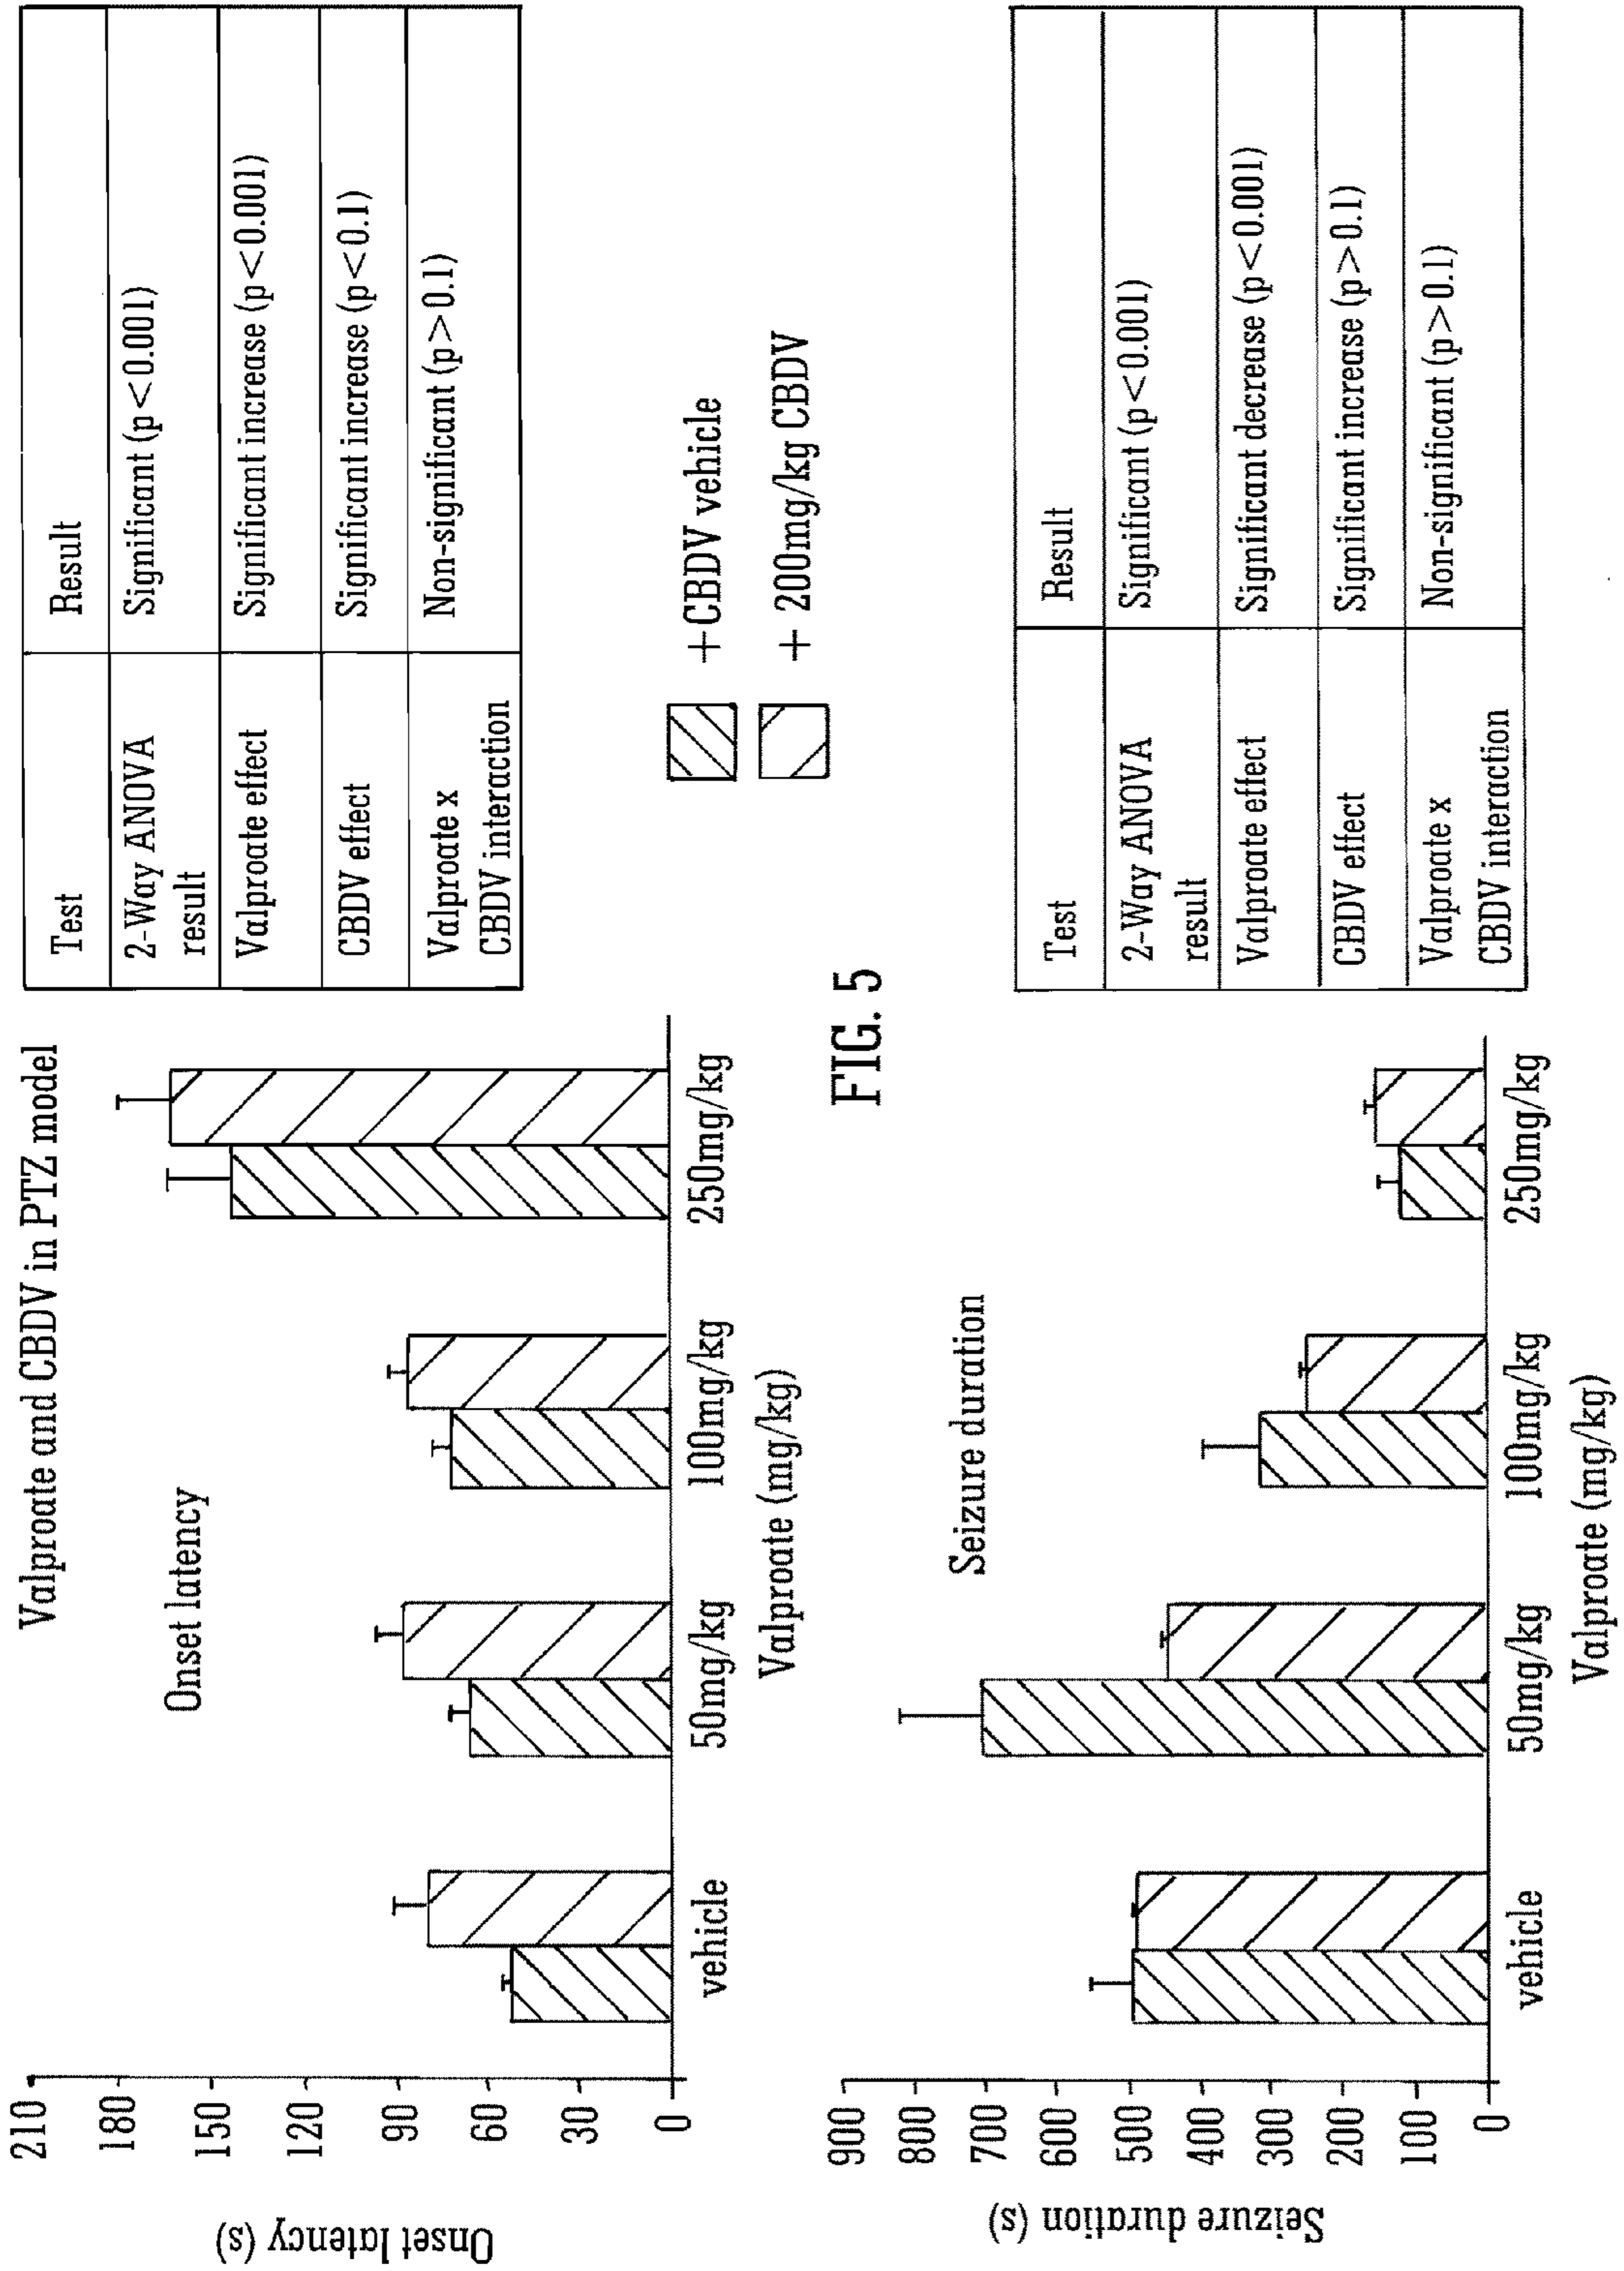 Valproate and CBDV in PTZ model
Onset latency
Onset latency (s)
210
180
150
120
90
60
30
0
vehicle
50mg/kg
100mg/kg
250mg/kg
Valproate (mg/kg)
Test Result
2-Way ANOVA Significant (p<0.001)
result
Valproate effect Significant increase (p<0.001)
CBDV effect Significant increase (p<0.1)
Valproate x Non-significant (p>0.1)
CBDV interaction
+CBDV vehicle
+ 200mg/kg CBDV
FIG. 5
Seizure duration
Seizure duration (s)
900
800
700
600
500
400
300
200
100
0
vehicle
50mg/kg
100mg/kg
250mg/kg
Valproate (mg/kg)
Test Result
2-Way ANOVA Significant (p<0.001)
result
Valproate effect Significant decrease (p<0.001)
CBDV effect Significant increase (p>0.1)
Valproate x Non-significant (p>0.1)
CBDV interaction